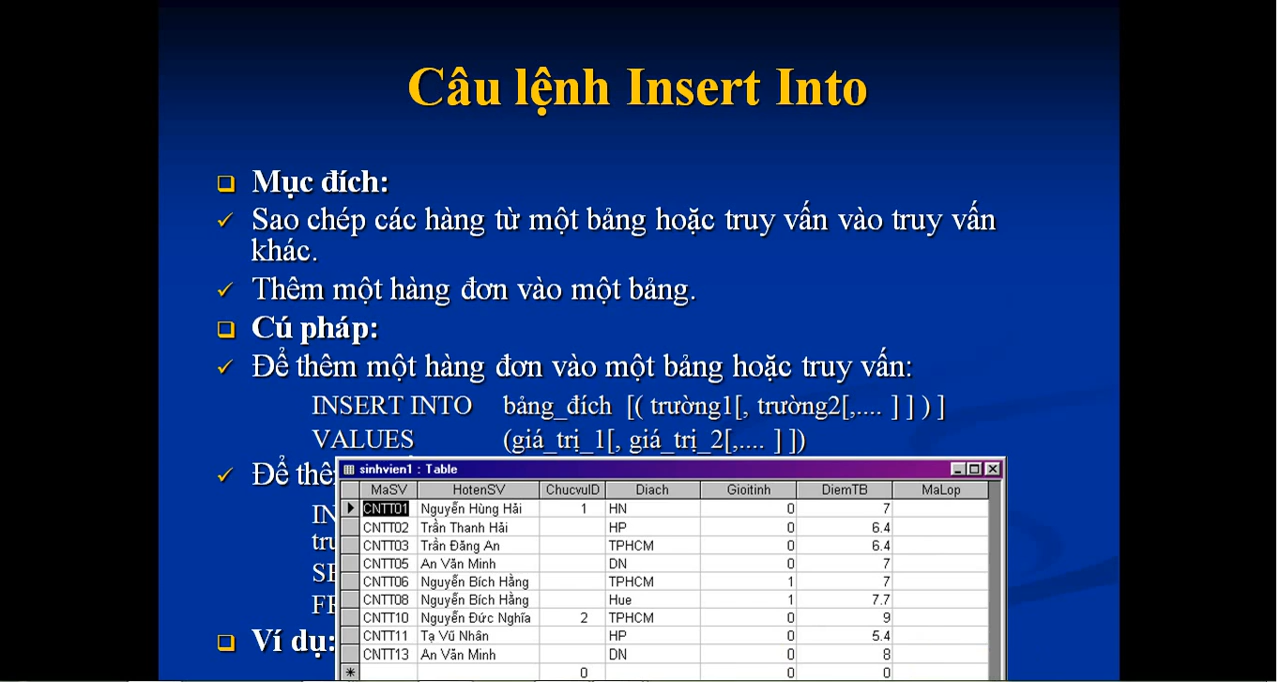 Câu lệnh Insert Into
Mục đích:
Sao chép các hàng từ một bảng hoặc truy vấn vào truy vấn
khác.
Thêm một hàng đơn vào một bảng.
Cú pháp:
Để thêm một hàng đơn vào một bảng hoặc truy vấn:
INSERT INTO bảng_đích [( trường1[, trường2[,.... ] ] ) ]
VALUES (giá_trị_1[, giá_trị_2[,.... ] ])
Để
Ví dụ:
sinhvien1 : Table
MaSV HotenSV ChucvuID Diach Gioitinh DiemTB MaLop
CNTT01 Nguyễn Hùng Hải 1 HN 0 7
CNTT02 Trần Thanh Hải HP 0 6.4
CNTT03 Trần Đăng An TPHCM 0 6.4
CNTT05 An Văn Minh DN 0 7
CNTT06 Nguyễn Bích Hằng TPHCM 1 7
CNTT08 Nguyễn Bích Hằng Hue 1 7.7
CNTT10 Nguyễn Đức Nghĩa 2 TPHCM 0 9
CNTT11 Tạ Vũ Nhân HP 0 5.4
CNTT13 An Văn Minh DN 0 8
0 0 0